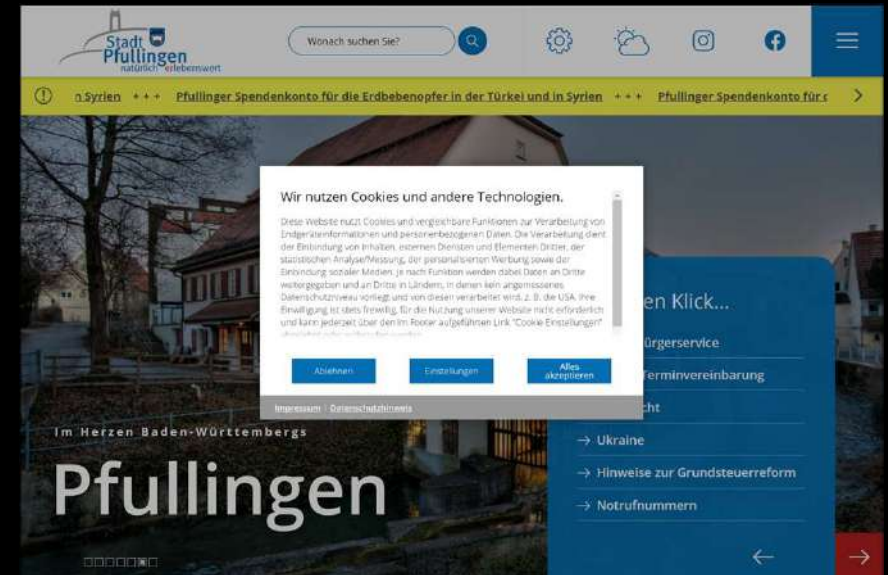 Stadt
Pfullingen
natürlich erlebenswert
Wonach suchen Sie?
n Syrien +++ Pfullinger Spendenkonto für die Erdbebenopfer in der Türkei und in Syrien +++ Pfullinger Spendenkonto für
Wir nutzen Cookies und andere Technologien.
Diese Website nutzt Cookies und vergleichbare Funktionen zur Verarbeitung von
Endgeräteinformationen und personenbezogenen Daten. Die Verarbeitung dient
der Einbindung von Inhalten, externen Diensten und Elementen Dritter, der
statistischen Analyse/Messung, der personalisierten Werbung sowie der
Einbindung sozialer Medien. Je nach Funktion werden dabei Daten an Dritte
weitergegeben und an Dritte in Ländern, in denen kein angemessenes
Datenschutzniveau vorliegt und von diesen verarbeitet wird, z. B. die USA. Ihre
Einwilligung ist stets freiwillig, für die Nutzung unserer Website nicht erforderlich
und kann jederzeit über den im Footer aufgeführten Link "Cookie Einstellungen"
Ablehnen
Einstellungen
Alles
akzeptieren
Impressum | Datenschutzhinweis
en Klick...
ürgerservice
Terminvereinbarung
cht
→ Ukraine
→ Hinweise zur Grundsteuerreform
→ Notrufnummern
Im Herzen Baden-Württembergs
Pfullingen